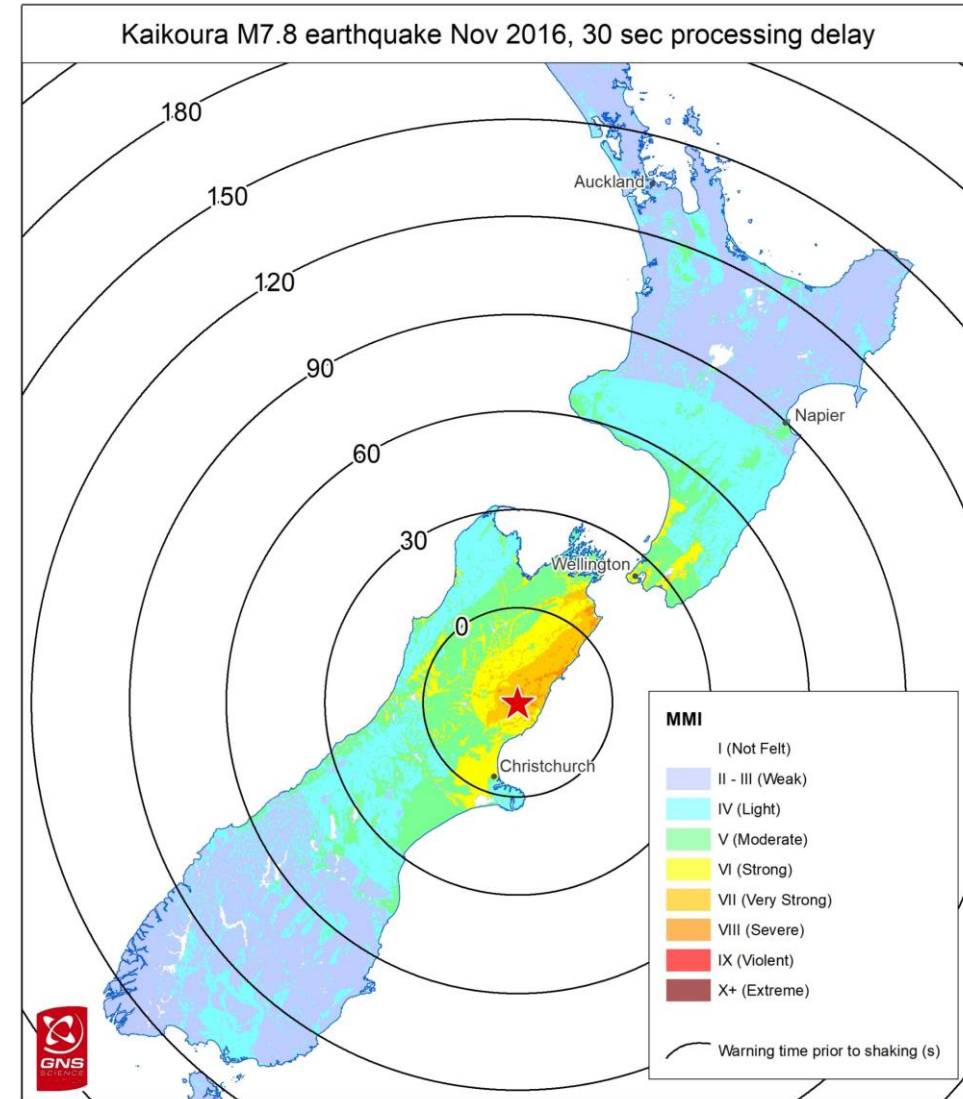 Kaikoura M7.8 earthquake Nov 2016, 30 sec processing delay
180
Auckland
150
120
90
Napier
60
30
Wellington
0
Christchurch
MMI
I (Not Felt)
II - III (Weak)
IV (Light)
V (Moderate)
VI (Strong)
VII (Very Strong)
VIII (Severe)
IX (Violent)
X+ (Extreme)
Warning time prior to shaking (s)
GNS
SCIENCE